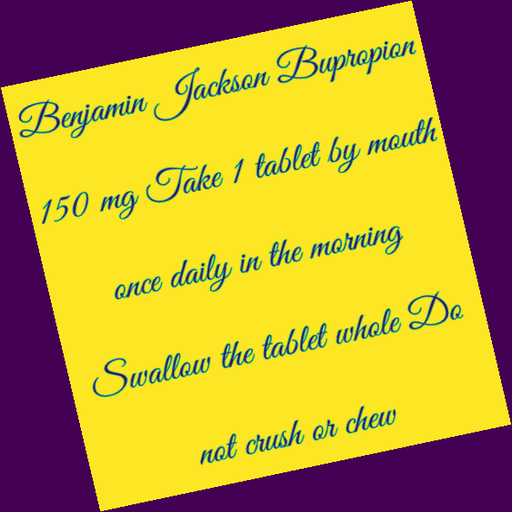 Benjamin Jackson Bupropion
150 mg Take 1 tablet by mouth
once daily in the morning
Swallow the tablet whole Do
not crush or chew